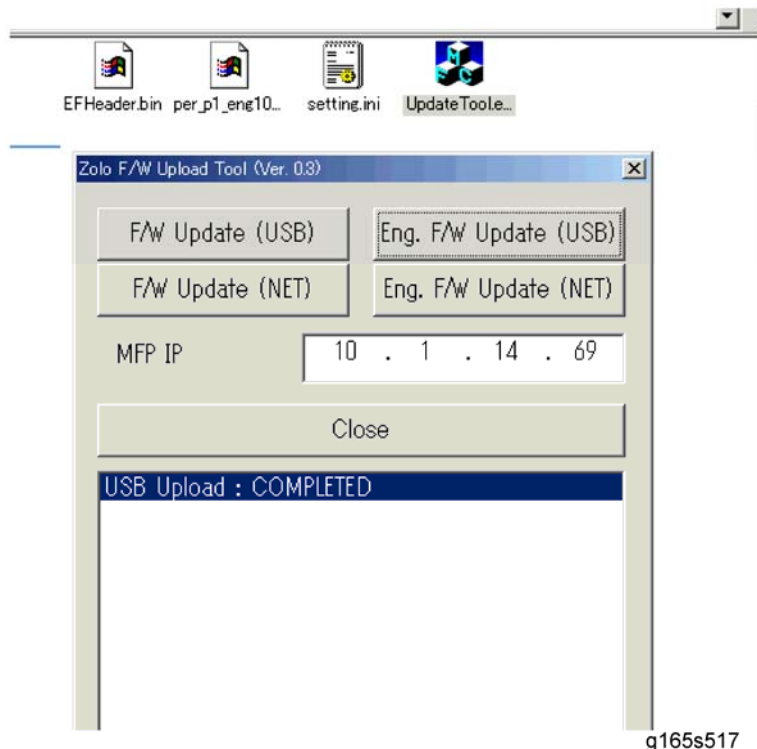 EFHeader.bin per_p1_eng10... setting.ini UpdateTool.e...
Zolo F/W Upload Tool (Ver. 0.3)
F/W Update (USB) Eng. F/W Update (USB)
F/W Update (NET) Eng. F/W Update (NET)
MFP IP 10 . 1 . 14 . 69
Close
USB Upload : COMPLETED
q165s517